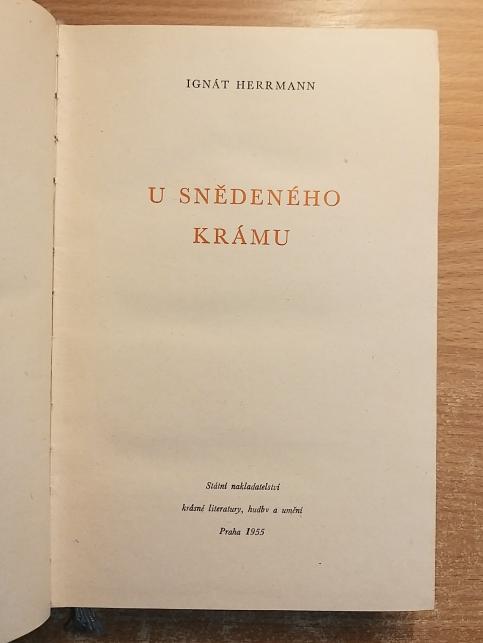 IGNÁT HERRMANN
U SNĚDENÉHO
KRÁMU
Státní nakladatelství
krásné literatury, hudby a umění
Praha 1955